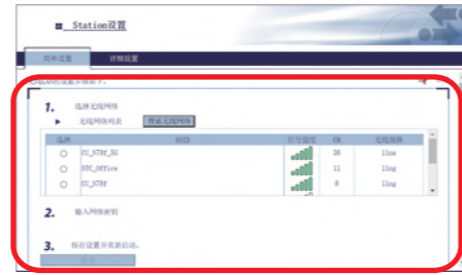 Station设置
简单设置 详细设置
1. 选择无线网络
无线网络列表 搜索无线网络
选择 SSID 信号强度 CH 无线规格
36 11na
NTC_Office 11 11ng
8 11ng
2. 输入网络密钥
3. 保存设置并重新启动。